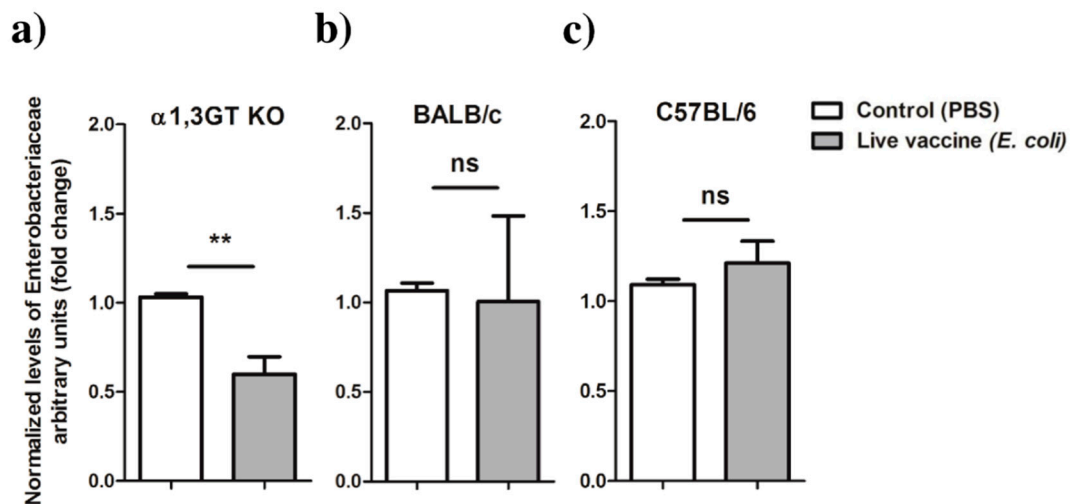 a)
b)
c)
Normalized levels of Enterobacteriaceae
arbitrary units (fold change)
α1,3GT KO
2.0
1.5
1.0
0.5
0.0
**
BALB/c
2.0
1.5
1.0
0.5
0.0
ns
C57BL/6
2.0
1.5
1.0
0.5
0.0
ns
Control (PBS)
Live vaccine (E. coli)